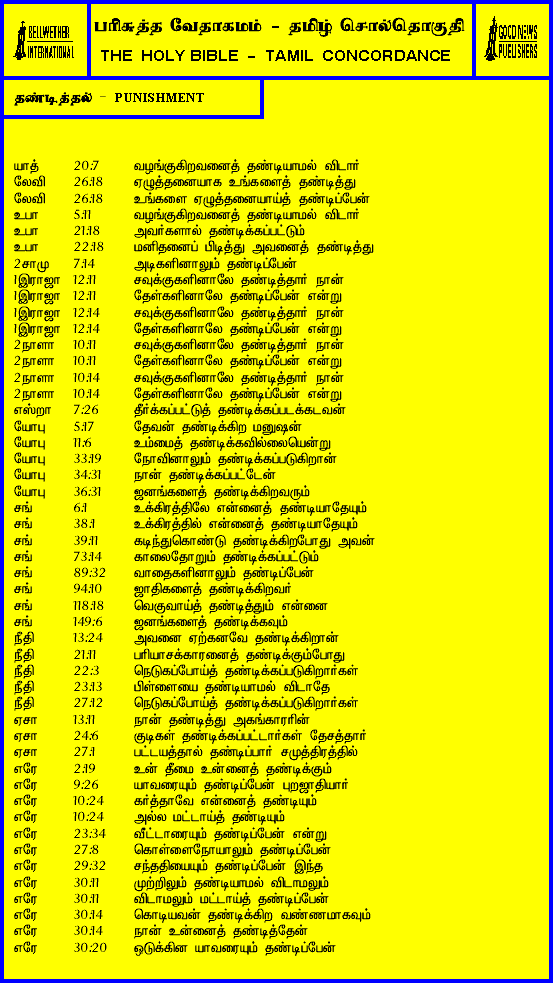 BELLWETHER
INTERNATIONAL
பரிசுத்த வேதாகமம் - தமிழ் சொல்தொகுதி
THE HOLY BIBLE - TAMIL CONCORDANCE
GOOD NEWS
PUBLISHERS
தண்டித்தல் - PUNISHMENT
யாத் 20:7 வழங்குகிறவனைத் தண்டியாமல் விடார்
லேவி 26:18 ஏழுத்தனையாக உங்களைத் தண்டித்து
லேவி 26:18 உங்களை ஏழுத்தனையாய்த் தண்டிப்பேன்
உபா 5:11 வழங்குகிறவனைத் தண்டியாமல் விடார்
உபா 21:18 அவர்களால் தண்டிக்கப்பட்டும்
உபா 22:18 மனிதனைப் பிடித்து அவனைத் தண்டித்து
2சாமு 7:14 அடிகளினாலும் தண்டிப்பேன்
1இராஜா 12:11 சவுக்குகளினாலே தண்டித்தார் நான்
1இராஜா 12:11 தேள்களினாலே தண்டிப்பேன் என்று
1இராஜா 12:14 சவுக்குகளினாலே தண்டித்தார் நான்
1இராஜா 12:14 தேள்களினாலே தண்டிப்பேன் என்று
2நாளா 10:11 சவுக்குகளினாலே தண்டித்தார் நான்
2நாளா 10:11 தேள்களினாலே தண்டிப்பேன் என்று
2நாளா 10:14 சவுக்குகளினாலே தண்டித்தார் நான்
2நாளா 10:14 தேள்களினாலே தண்டிப்பேன் என்று
எஸ்றா 7:26 தீர்க்கப்பட்டுத் தண்டிக்கப்படக்கடவன்
யோபு 5:17 தேவன் தண்டிக்கிற மனுஷன்
யோபு 11:6 உம்மைத் தண்டிக்கவில்லையென்று
யோபு 33:19 நோவினாலும் தண்டிக்கப்படுகிறான்
யோபு 34:31 நான் தண்டிக்கப்பட்டேன்
யோபு 36:31 ஜனங்களைத் தண்டிக்கிறவரும்
சங் 6:1 உக்கிரத்திலே என்னைத் தண்டியாதேயும்
சங் 38:1 உக்கிரத்தில் என்னைத் தண்டியாதேயும்
சங் 39:11 கடிந்துகொண்டு தண்டிக்கிறபோது அவன்
சங் 73:14 காலைதோறும் தண்டிக்கப்பட்டும்
சங் 89:32 வாதைகளினாலும் தண்டிப்பேன்
சங் 94:10 ஜாதிகளைத் தண்டிக்கிறவர்
சங் 118:18 வெகுவாய்த் தண்டித்தும் என்னை
சங் 149:6 ஜனங்களைத் தண்டிக்கவும்
நீதி 13:24 அவனை ஏற்கனவே தண்டிக்கிறான்
நீதி 21:11 பரியாசக்காரனைத் தண்டிக்கும்போது
நீதி 22:3 நெடுகப்போய்த் தண்டிக்கப்படுகிறார்கள்
நீதி 23:13 பிள்ளையை தண்டியாமல் விடாதே
நீதி 27:12 நெடுகப்போய்த் தண்டிக்கப்படுகிறார்கள்
ஏசா 13:11 நான் தண்டித்து அகங்காரரின்
ஏசா 24:6 குடிகள் தண்டிக்கப்பட்டார்கள் தேசத்தார்
ஏசா 27:1 பட்டயத்தால் தண்டிப்பார் சமுத்திரத்தில்
எரே 2:19 உன் தீமை உன்னைத் தண்டிக்கும்
எரே 9:26 யாவரையும் தண்டிப்பேன் புறஜாதியார்
எரே 10:24 கர்த்தாவே என்னைத் தண்டியும்
எரே 10:24 அல்ல மட்டாய்த் தண்டியும்
எரே 23:34 வீட்டாரையும் தண்டிப்பேன் என்று
எரே 27:8 கொள்ளைநோயாலும் தண்டிப்பேன்
எரே 29:32 சந்ததியையும் தண்டிப்பேன் இந்த
எரே 30:11 முற்றிலும் தண்டியாமல் விடாமலும்
எரே 30:11 விடாமலும் மட்டாய்த் தண்டிப்பேன்
எரே 30:14 கொடியவன் தண்டிக்கிற வண்ணமாகவும்
எரே 30:14 நான் உன்னைத் தண்டித்தேன்
எரே 30:20 ஒடுக்கின யாவரையும் தண்டிப்பேன்